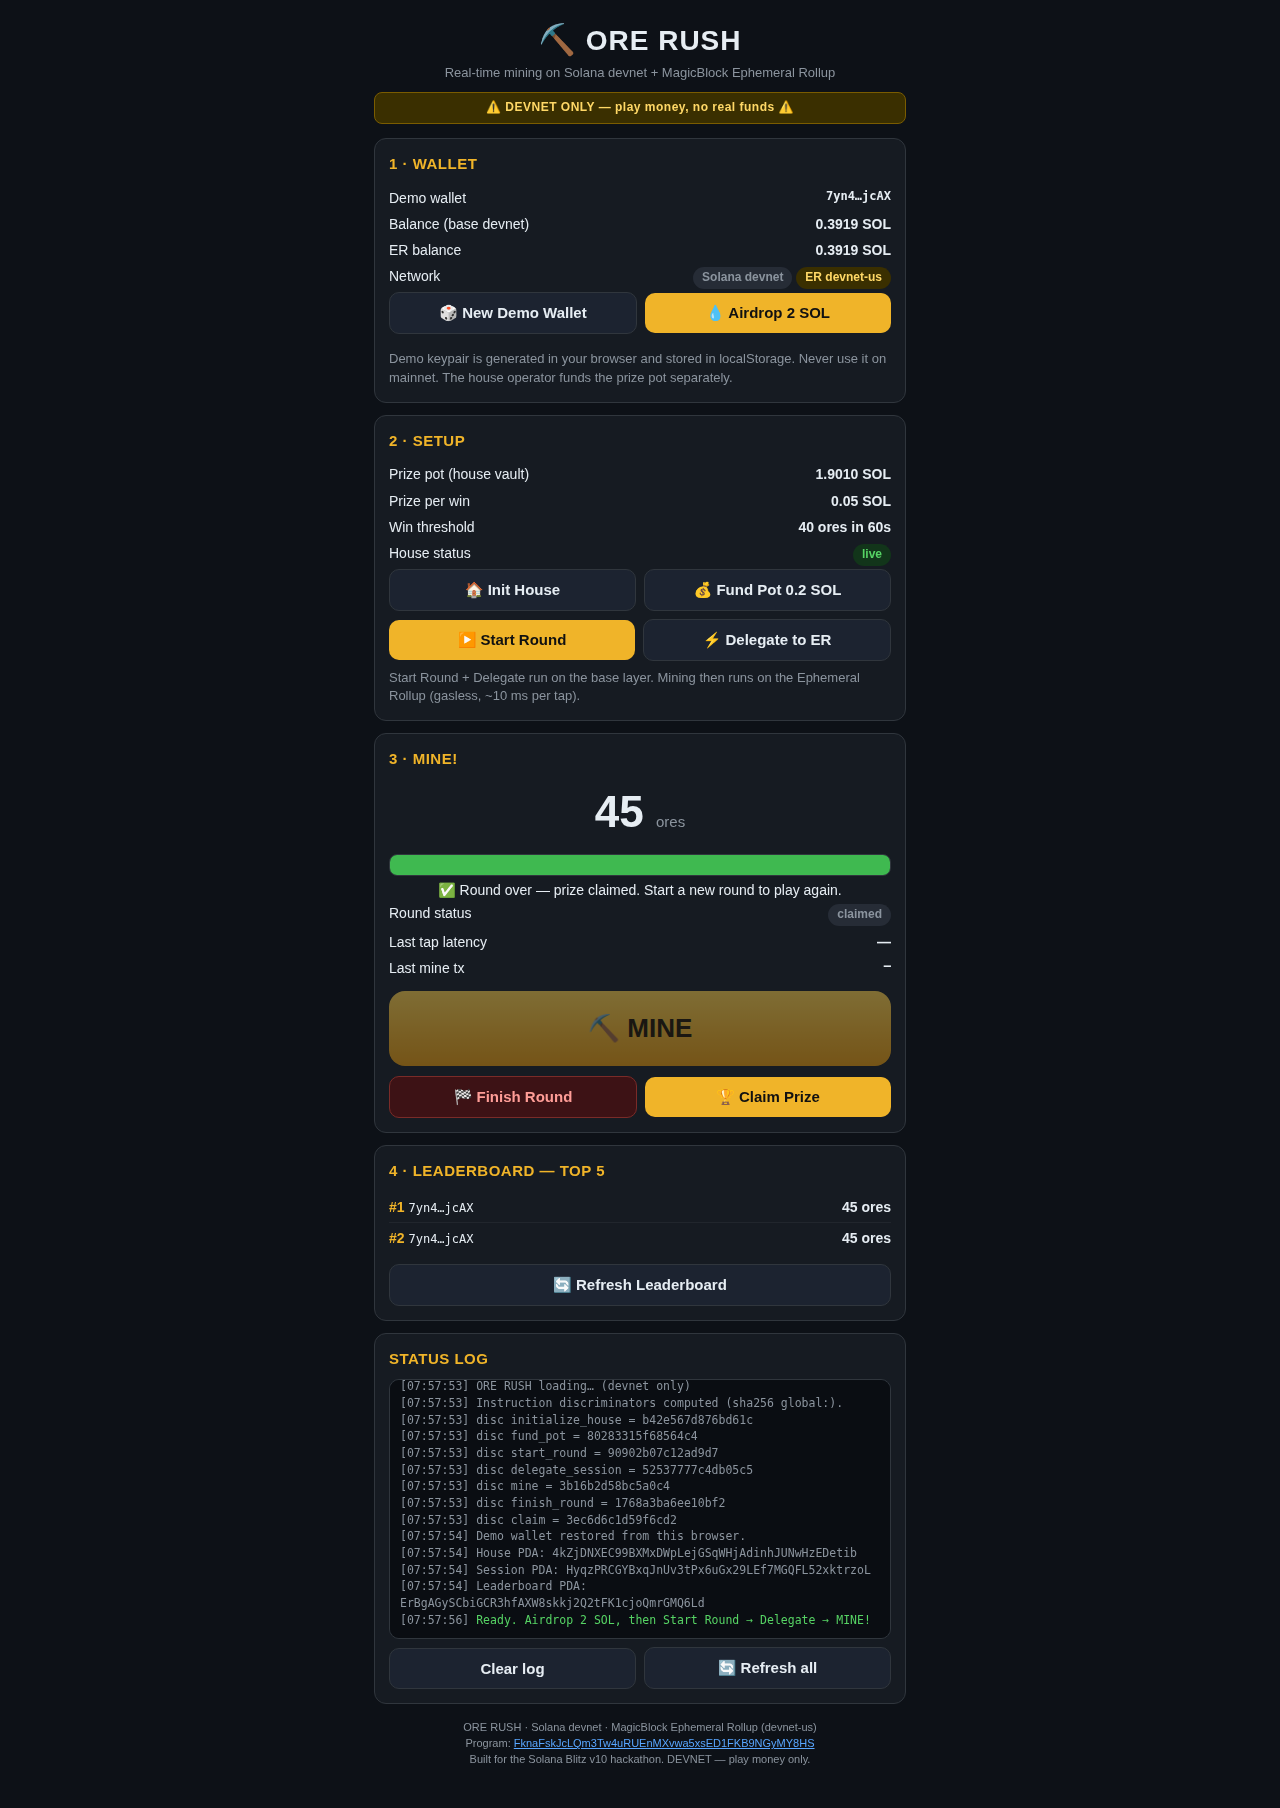 ⛏️ ORE RUSH
Real-time mining on Solana devnet + MagicBlock Ephemeral Rollup
⚠️ DEVNET ONLY — play money, no real funds ⚠️
1 · WALLET
Demo wallet 7yn4…jcAX
Balance (base devnet) 0.3919 SOL
ER balance 0.3919 SOL
Network Solana devnet ER devnet-us
🎲 New Demo Wallet 💧 Airdrop 2 SOL
Demo keypair is generated in your browser and stored in localStorage. Never use it on
mainnet. The house operator funds the prize pot separately.
2 · SETUP
Prize pot (house vault) 1.9010 SOL
Prize per win 0.05 SOL
Win threshold 40 ores in 60s
House status live
🏠 Init House 💰 Fund Pot 0.2 SOL
▶️ Start Round ⚡ Delegate to ER
Start Round + Delegate run on the base layer. Mining then runs on the Ephemeral
Rollup (gasless, ~10 ms per tap).
3 · MINE!
45 ores
✅ Round over — prize claimed. Start a new round to play again.
Round status claimed
Last tap latency —
Last mine tx –
⛏️ MINE
🏁 Finish Round 🏆 Claim Prize
4 · LEADERBOARD — TOP 5
#1 7yn4…jcAX 45 ores
#2 7yn4…jcAX 45 ores
🔄 Refresh Leaderboard
STATUS LOG
[07:57:53] ORE RUSH loading… (devnet only)
[07:57:53] Instruction discriminators computed (sha256 global:).
[07:57:53] disc initialize_house = b42e567d876bd61c
[07:57:53] disc fund_pot = 80283315f68564c4
[07:57:53] disc start_round = 90902b07c12ad9d7
[07:57:53] disc delegate_session = 52537777c4db05c5
[07:57:53] disc mine = 3b16b2d58bc5a0c4
[07:57:53] disc finish_round = 1768a3ba6ee10bf2
[07:57:53] disc claim = 3ec6d6c1d59f6cd2
[07:57:54] Demo wallet restored from this browser.
[07:57:54] House PDA: 4kZjDNXEC99BXMxDWpLejGSqWHjAdinhJUNwHzEDetib
[07:57:54] Session PDA: HyqzPRCGYBxqJnUv3tPx6uGx29LEf7MGQFL52xktrzoL
[07:57:54] Leaderboard PDA:
ErBgAGySCbiGCR3hfAXW8skkj2Q2tFK1cjoQmrGMQ6Ld
[07:57:56] Ready. Airdrop 2 SOL, then Start Round → Delegate → MINE!
Clear log 🔄 Refresh all
ORE RUSH · Solana devnet · MagicBlock Ephemeral Rollup (devnet-us)
Program: FknaFskJcLQm3Tw4uRUEnMXvwa5xsED1FKB9NGyMY8HS
Built for the Solana Blitz v10 hackathon. DEVNET — play money only.